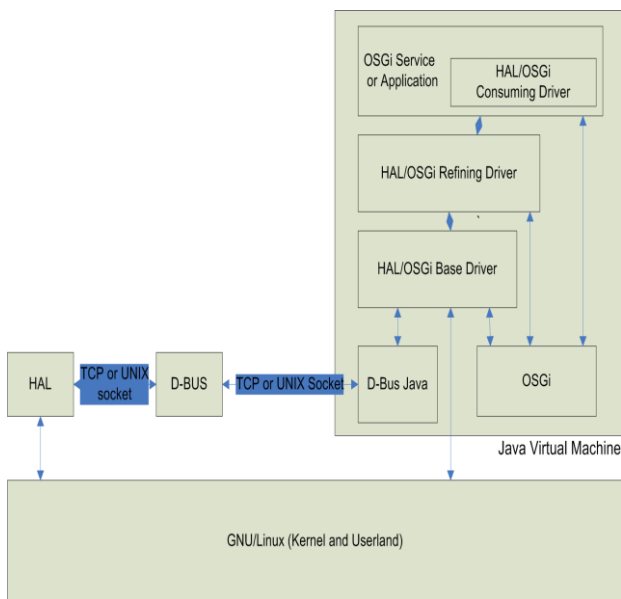 OSGi Service
or Application
HAL/OSGi
Consuming Driver
HAL/OSGi Refining Driver
HAL/OSGi Base Driver
HAL
TCP or UNIX
socket
D-BUS
TCP or UNIX Socket
D-Bus Java
OSGi
Java Virtual Machine
GNU/Linux (Kernel and Userland)